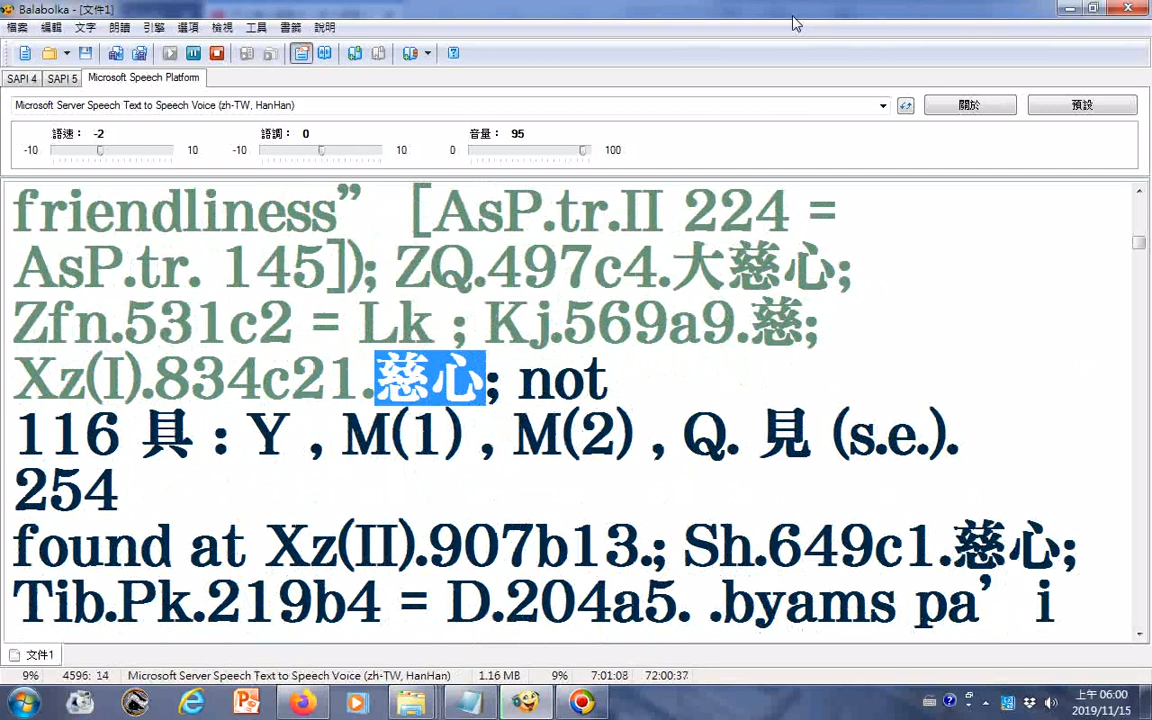 Balabolka - [文件1]
檔案 編輯 文字 朗讀 引擎 選項 檢視 工具 書籤 說明
SAPI 4 SAPI 5 Microsoft Speech Platform
Microsoft Server Speech Text to Speech Voice (zh-TW, HanHan) 關於 預設
語速： -2 語調： 0 音量： 95
-10 10 -10 10 0 100
friendliness” [AsP.tr.II 224 =
AsP.tr. 145]); ZQ.497c4.大慈心;
Zfn.531c2 = Lk ; Kj.569a9.慈;
Xz(I).834c21.慈心; not
116 具 : Y , M(1) , M(2) , Q. 見 (s.e.).
254
found at Xz(II).907b13.; Sh.649c1.慈心;
Tib.Pk.219b4 = D.204a5. .byams pa’ i
文件1
9% 4596: 14 Microsoft Server Speech Text to Speech Voice (zh-TW, HanHan) 1.16 MB 9% 7:01:08 72:00:37
上午 06:00
2019/11/15